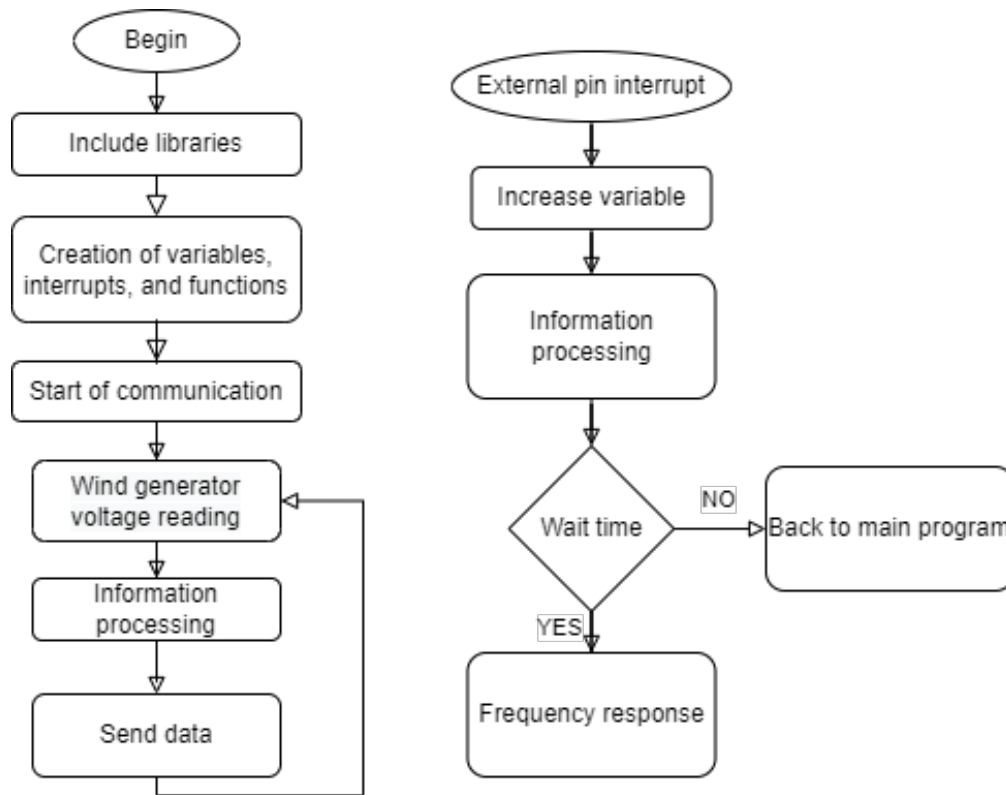 Begin
Include libraries
Creation of variables,
interrupts, and functions
Start of communication
Wind generator
voltage reading
Information
processing
Send data
External pin interrupt
Increase variable
Information
processing
Wait time
NO
Back to main program
YES
Frequency response